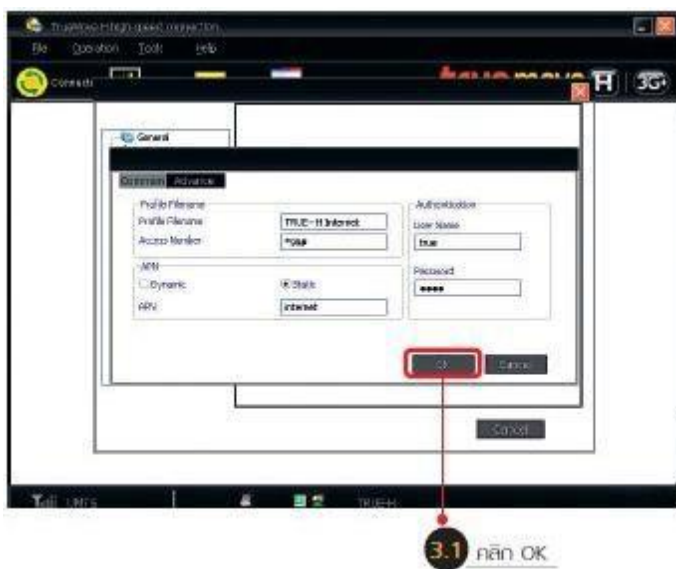 TrueMove H high speed connection
File Operation Tools Help
truemove H 3G+
General
Common Advance
Profile Filename
Profile Filename TRUE-H Internet
Access Number *99#
APN
Dynamic Static
APN internet
Authentication
User Name
true
Password
••••
OK Cancel
Cancel
UMTS TRUE-H
3.1 คลิก OK